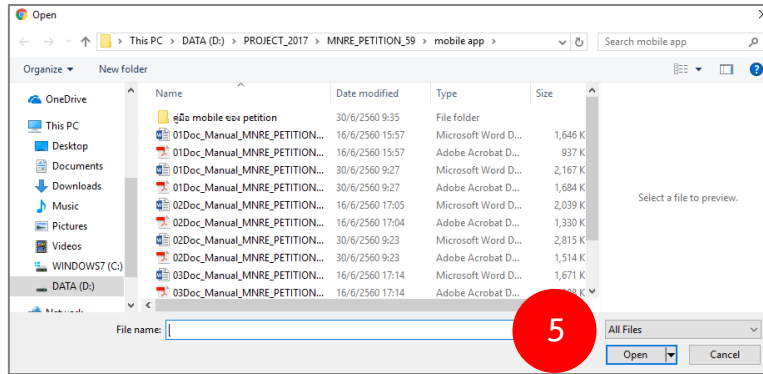 Open
This PC > DATA (D:) > PROJECT_2017 > MNRE_PETITION_59 > mobile app >
Search mobile app
Organize
New folder
OneDrive
This PC
Desktop
Documents
Downloads
Music
Pictures
Videos
WINDOWS7 (C:)
DATA (D:)
Network
Name Date modified Type Size
คู่มือ mobile ของ petition 30/6/2560 9:35 File folder
01Doc_Manual_MNRE_PETITION... 16/6/2560 15:57 Microsoft Word D... 1,646 K
01Doc_Manual_MNRE_PETITION... 16/6/2560 15:57 Adobe Acrobat D... 937 K
01Doc_Manual_MNRE_PETITION... 30/6/2560 9:27 Microsoft Word D... 2,167 K
01Doc_Manual_MNRE_PETITION... 30/6/2560 9:27 Adobe Acrobat D... 1,684 K
02Doc_Manual_MNRE_PETITION... 16/6/2560 17:05 Microsoft Word D... 2,039 K
02Doc_Manual_MNRE_PETITION... 16/6/2560 17:04 Adobe Acrobat D... 1,330 K
02Doc_Manual_MNRE_PETITION... 30/6/2560 9:23 Microsoft Word D... 2,815 K
02Doc_Manual_MNRE_PETITION... 30/6/2560 9:23 Adobe Acrobat D... 1,514 K
03Doc_Manual_MNRE_PETITION... 16/6/2560 17:14 Microsoft Word D... 1,671 K
03Doc_Manual_MNRE_PETITION... 16/6/2560 17:14 Adobe Acrobat D...
Select a file to preview.
File name:
5
All Files
Open
Cancel